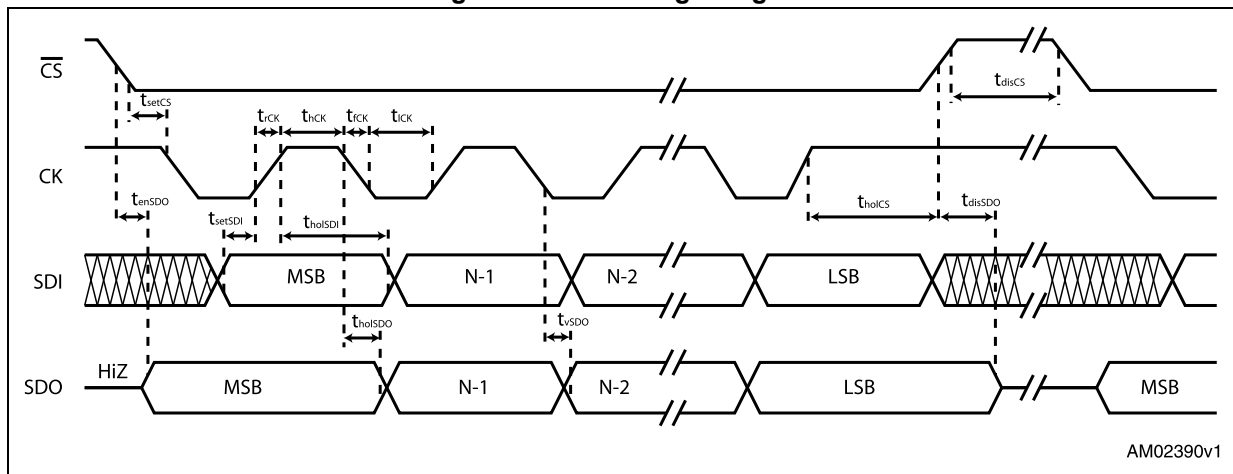 CS
tsetCS
trCK
thCK
tfCK
tlCK
tdisCS
CK
tenSDO
tsetSDI
tholSDI
tholCS
tdisSDO
SDI
MSB
N-1
N-2
LSB
tholSDO
tvSDO
HiZ
SDO
MSB
N-1
N-2
LSB
MSB
AM02390v1